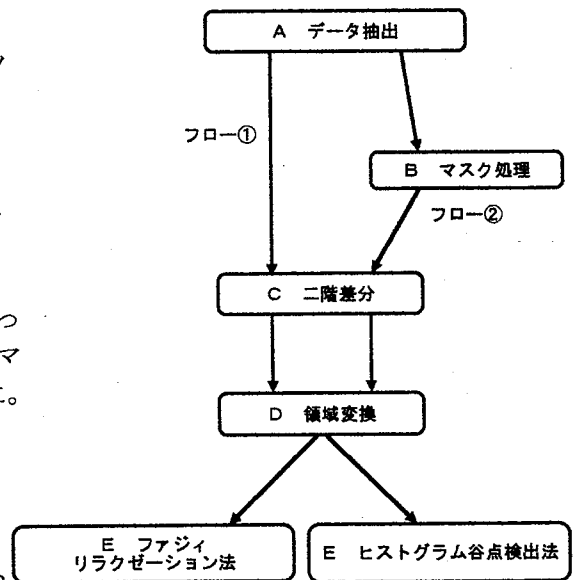 A データ抽出
フロー①
B マスク処理
フロー②
C 二階差分
D 領域変換
E ファジィ
リラクゼーション法
E ヒストグラム谷点検出法
つ
マ